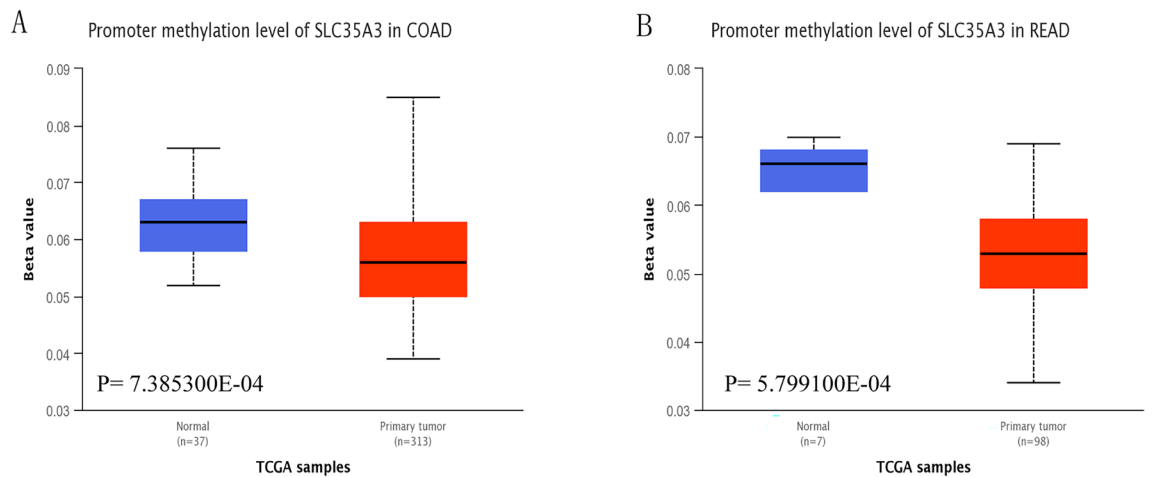 A
Promoter methylation level of SLC35A3 in COAD
0.09
0.08
0.07
0.06
0.05
0.04
0.03
Beta value
P= 7.385300E-04
Normal
(n=37)
Primary tumor
(n=313)
TCGA samples
B
Promoter methylation level of SLC35A3 in READ
0.08
0.07
0.06
0.05
0.04
0.03
Beta value
P= 5.799100E-04
Normal
(n=7)
Primary tumor
(n=98)
TCGA samples